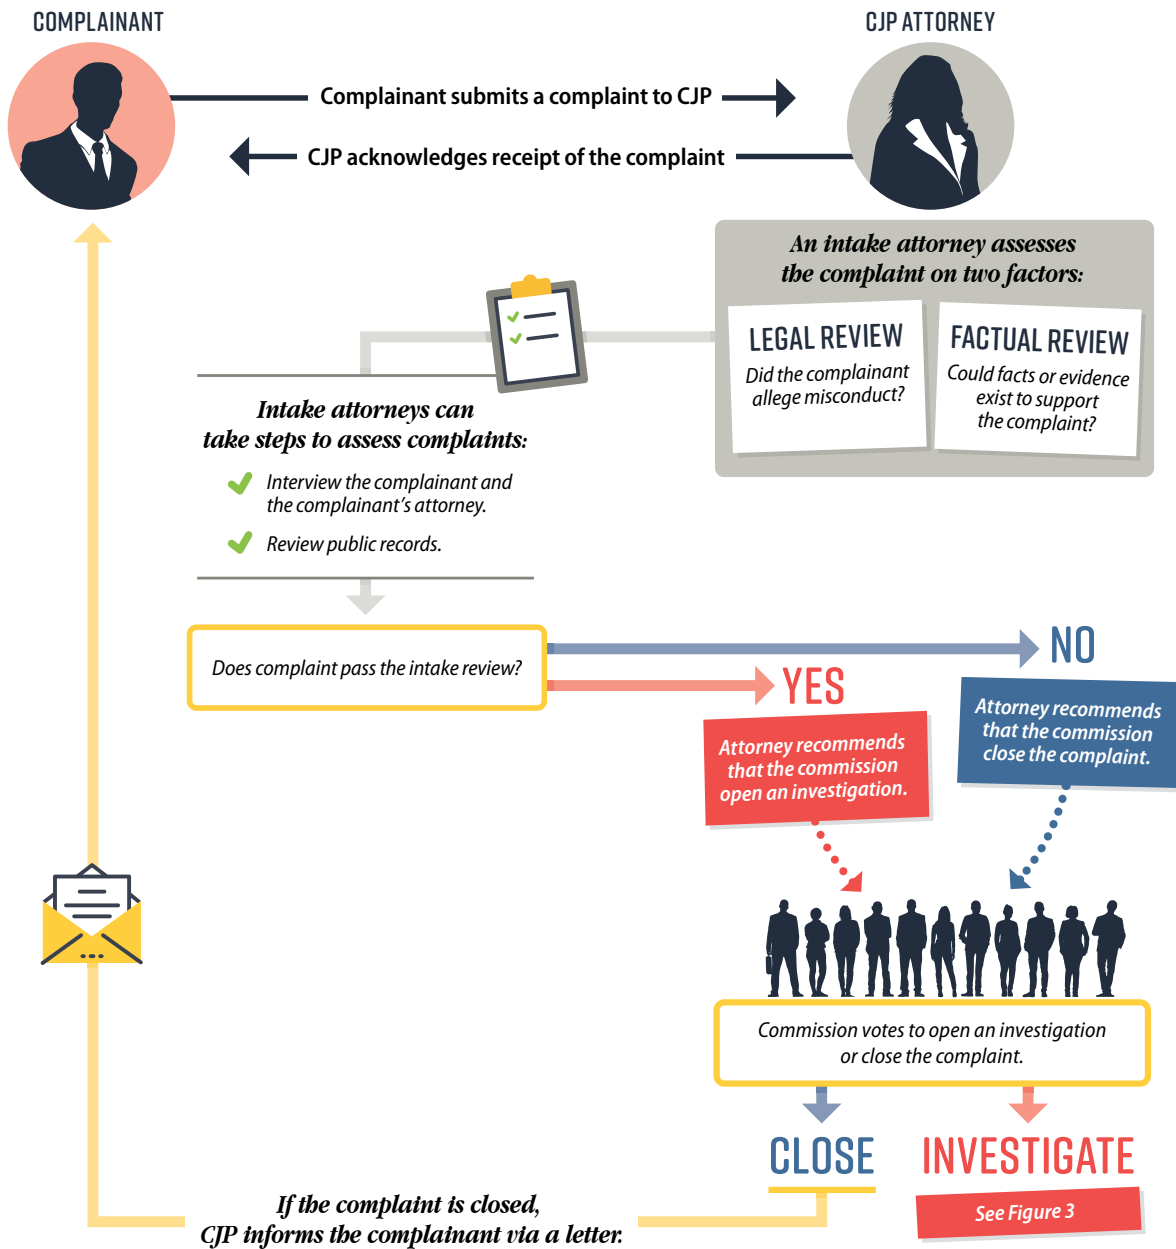 COMPLAINANT
CJP ATTORNEY
Complainant submits a complaint to CJP
CJP acknowledges receipt of the complaint
An intake attorney assesses
the complaint on two factors:
LEGAL REVIEW
Did the complainant
allege misconduct?
FACTUAL REVIEW
Could facts or evidence
exist to support
the complaint?
Intake attorneys can
take steps to assess complaints:
Interview the complainant and
the complainant's attorney.
Review public records.
Does complaint pass the intake review?
NO
YES
Attorney recommends
that the commission
close the complaint.
Attorney recommends
that the commission
open an investigation.
Commission votes to open an investigation
or close the complaint.
CLOSE
INVESTIGATE
See Figure 3
If the complaint is closed,
CJP informs the complainant via a letter.